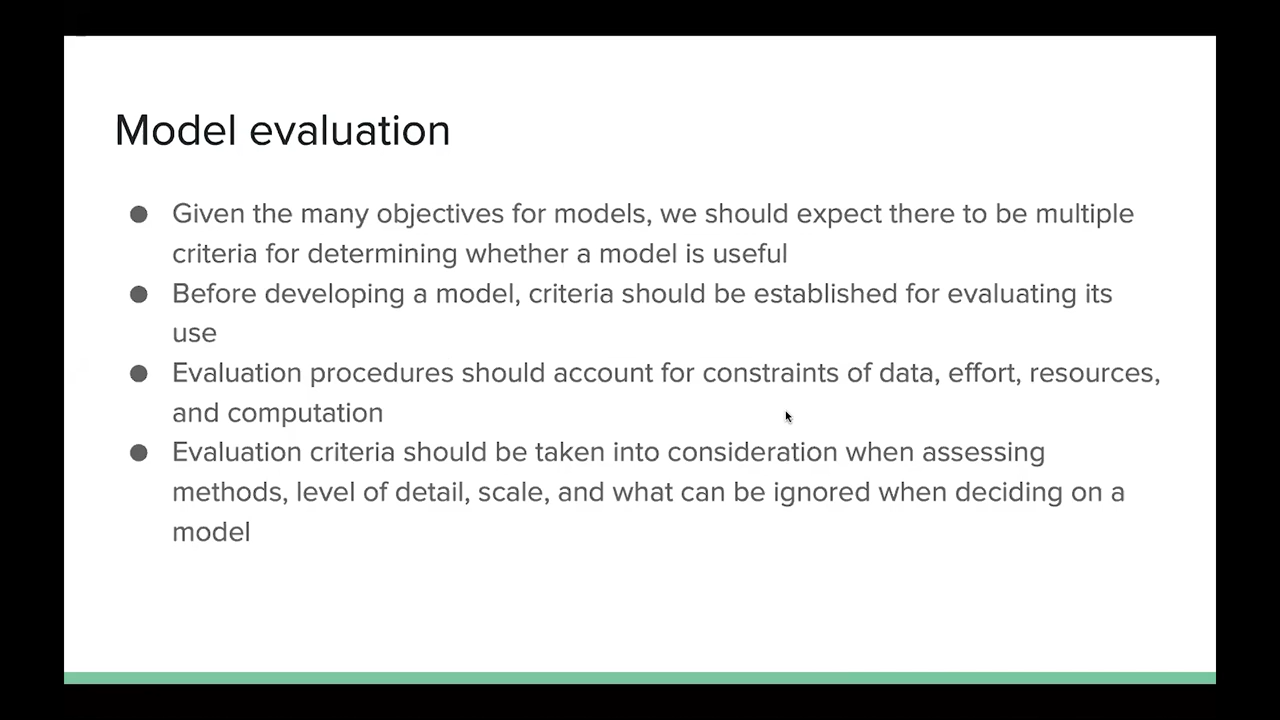 Model evaluation
● Given the many objectives for models, we should expect there to be multiple
criteria for determining whether a model is useful
● Before developing a model, criteria should be established for evaluating its
use
● Evaluation procedures should account for constraints of data, effort, resources,
and computation
● Evaluation criteria should be taken into consideration when assessing
methods, level of detail, scale, and what can be ignored when deciding on a
model